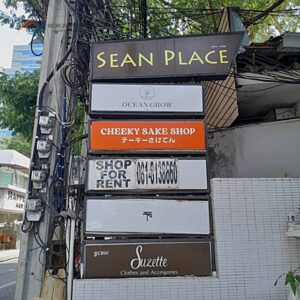 SEAN PLACE
OCEAN GROW
CHEEKY SAKE SHOP
チーキーさけてん
SHOP
FOR
RENT
Suzette
Clothes and Accessories